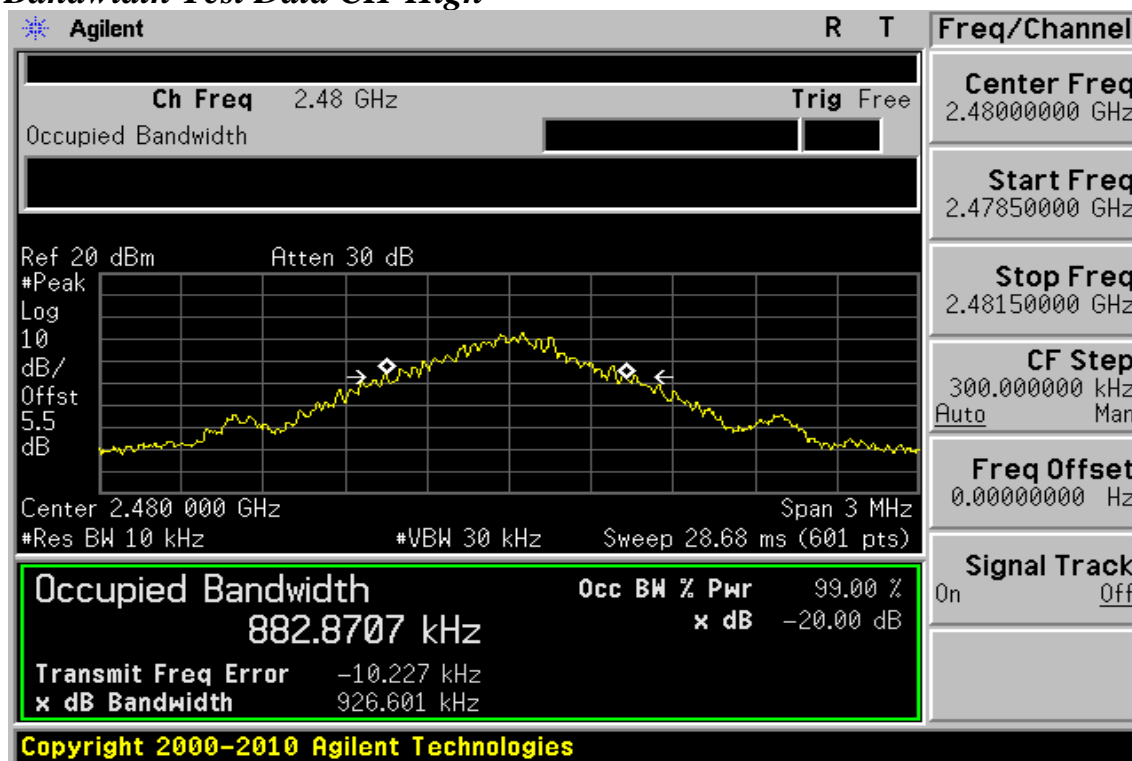 Bandwidth Test Data CH-High
Agilent
R T
Freq/Channel
Ch Freq 2.48 GHz
Trig Free
Occupied Bandwidth
Center Freq
2.48000000 GHz
Start Freq
2.47850000 GHz
Stop Freq
2.48150000 GHz
CF Step
300.000000 kHz
Auto Man
Freq Offset
0.00000000 Hz
Signal Track
On Off
Ref 20 dBm
Atten 30 dB
#Peak
Log
10
dB/
Offst
5.5
dB
Center 2.480 000 GHz
Span 3 MHz
#Res BW 10 kHz
#VBW 30 kHz
Sweep 28.68 ms (601 pts)
Occupied Bandwidth
882.8707 kHz
Occ BW % Pwr 99.00 %
x dB -20.00 dB
Transmit Freq Error -10.227 kHz
x dB Bandwidth 926.601 kHz
Copyright 2000-2010 Agilent Technologies